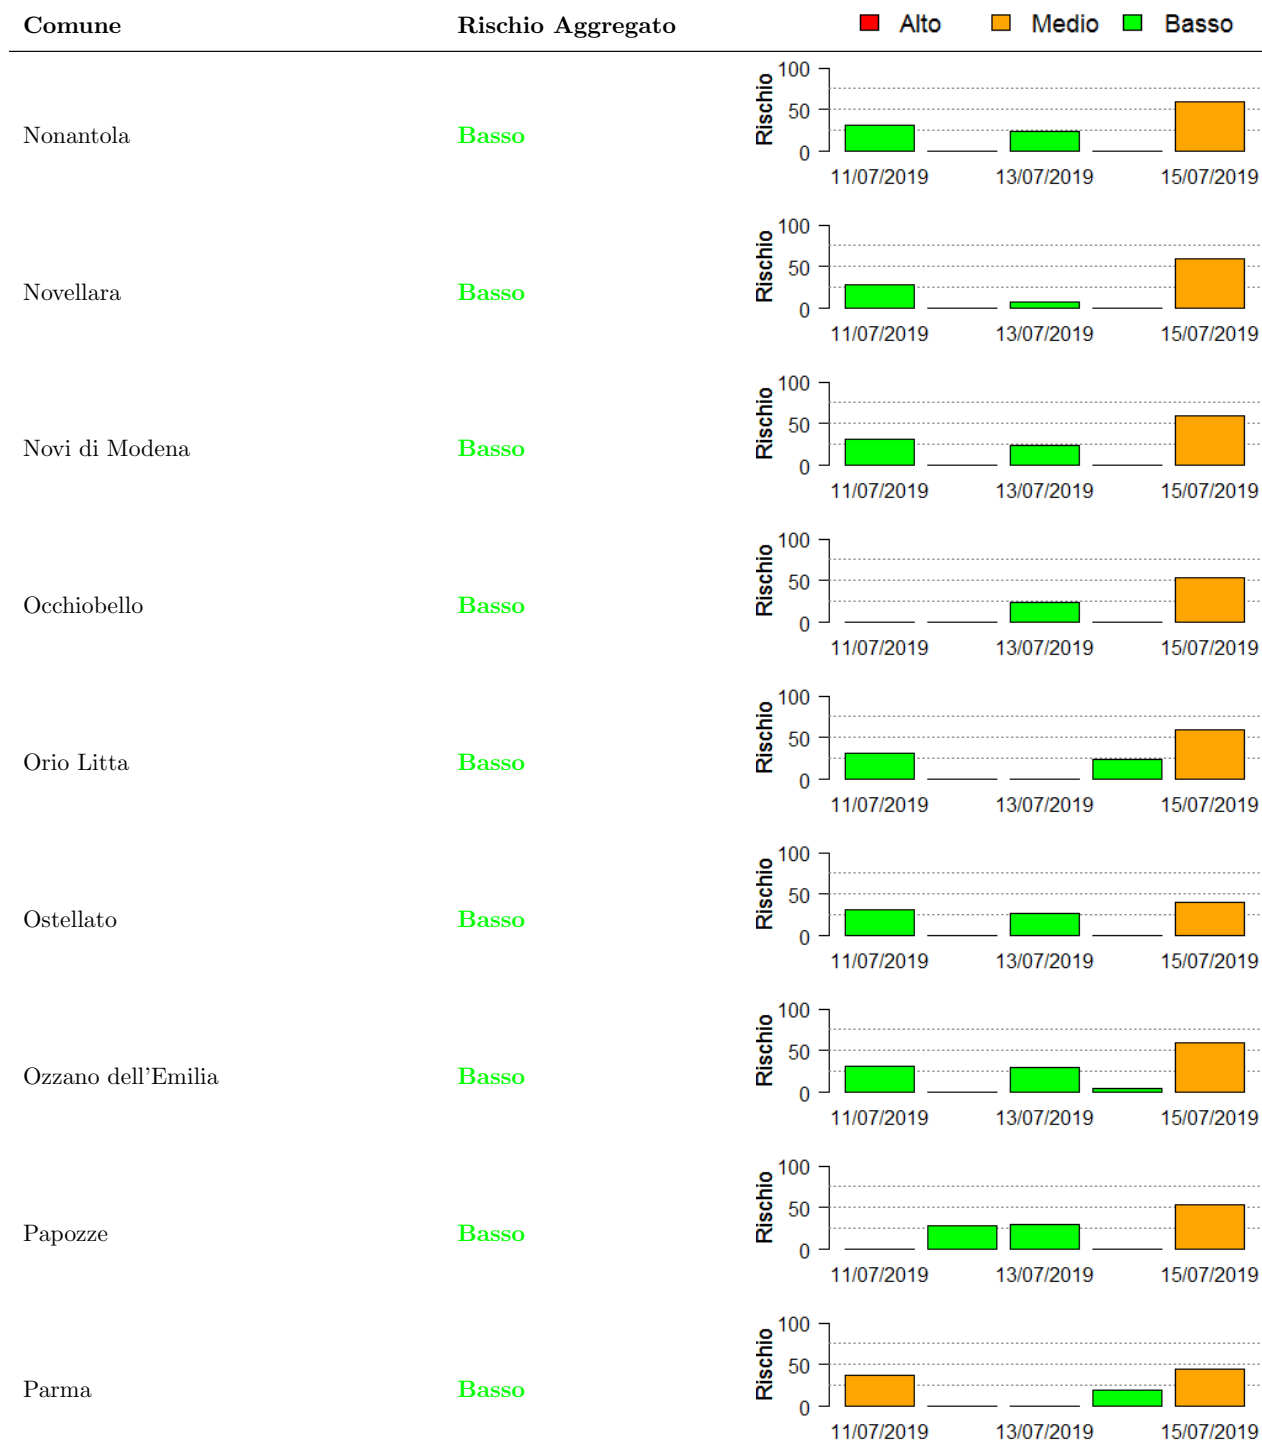 Comune Rischio Aggregato Alto Medio Basso
Nonantola Basso Rischio 100 50 0
11/07/2019 13/07/2019 15/07/2019
Novellara Basso Rischio 100 50 0
11/07/2019 13/07/2019 15/07/2019
Novi di Modena Basso Rischio 100 50 0
11/07/2019 13/07/2019 15/07/2019
Occhiobello Basso Rischio 100 50 0
11/07/2019 13/07/2019 15/07/2019
Orio Litta Basso Rischio 100 50 0
11/07/2019 13/07/2019 15/07/2019
Ostellato Basso Rischio 100 50 0
11/07/2019 13/07/2019 15/07/2019
Ozzano dell'Emilia Basso Rischio 100 50 0
11/07/2019 13/07/2019 15/07/2019
Papozze Basso Rischio 100 50 0
11/07/2019 13/07/2019 15/07/2019
Parma Basso Rischio 100 50 0
11/07/2019 13/07/2019 15/07/2019